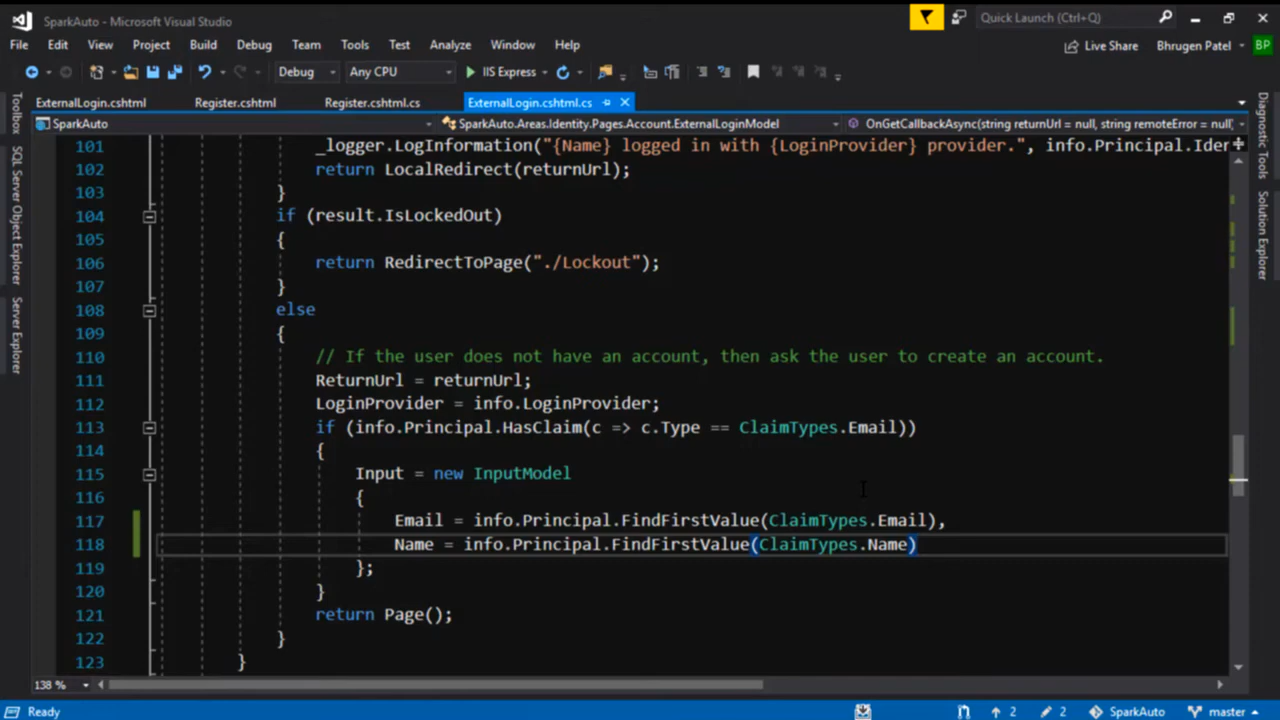 SparkAuto - Microsoft Visual Studio
Quick Launch (Ctrl+Q)
File Edit View Project Build Debug Team Tools Test Analyze Window Help
Live Share Bhrugen Patel BP
Debug Any CPU IIS Express
ExternalLogin.cshtml Register.cshtml Register.cshtml.cs ExternalLogin.cshtml.cs
SparkAuto SparkAuto.Areas.Identity.Pages.Account.ExternalLoginModel OnGetCallbackAsync(string returnUrl = null, string remoteError = null,
Toolbox
SQL Server Object Explorer
Server Explorer
101 _logger.LogInformation("{Name} logged in with {LoginProvider} provider.", info.Principal.Iden
102 return LocalRedirect(returnUrl);
103 }
104 if (result.IsLockedOut)
105 {
106 return RedirectToPage("./Lockout");
107 }
108 else
109 {
110 // If the user does not have an account, then ask the user to create an account.
111 ReturnUrl = returnUrl;
112 LoginProvider = info.LoginProvider;
113 if (info.Principal.HasClaim(c => c.Type == ClaimTypes.Email))
114 {
115 Input = new InputModel
116 {
117 Email = info.Principal.FindFirstValue(ClaimTypes.Email),
118 Name = info.Principal.FindFirstValue(ClaimTypes.Name)
119 };
120 }
121 return Page();
122 }
123 }
Diagnostic Tools
Solution Explorer
138 %
Ready 2 2 SparkAuto master